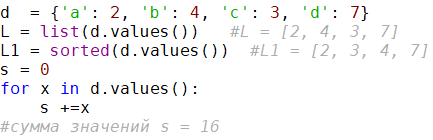 d  = {'a': 2, 'b': 4, 'c': 3, 'd': 7}
L = list(d.values())   #L = [2, 4, 3, 7]
L1 = sorted(d.values())  #L1 = [2, 3, 4, 7]
s = 0
for x in d.values():
    s +=x
#сумма значений s = 16